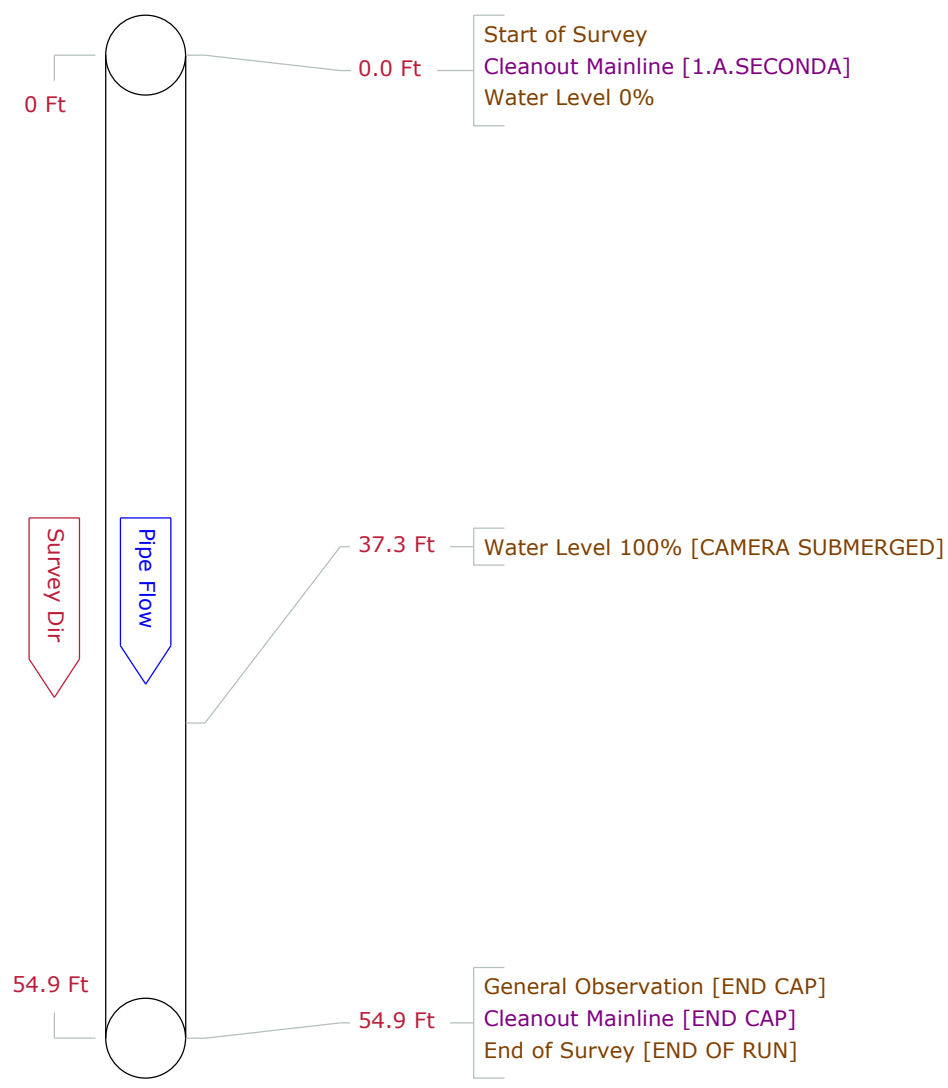 Start of Survey
0.0 Ft
Cleanout Mainline [1.A.SECONDA]
Water Level 0%
0 Ft
Survey Dir
Pipe Flow
37.3 Ft
Water Level 100% [CAMERA SUBMERGED]
54.9 Ft
General Observation [END CAP]
54.9 Ft
Cleanout Mainline [END CAP]
End of Survey [END OF RUN]